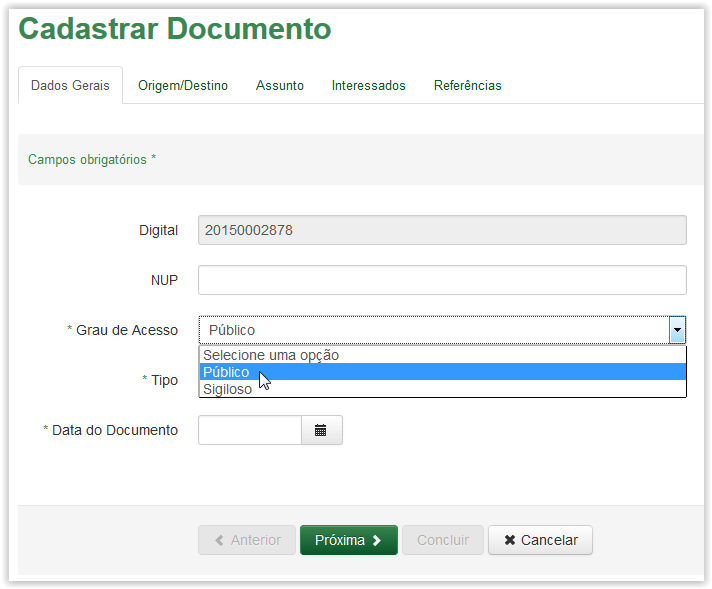 Cadastrar Documento
Dados Gerais Origem/Destino Assunto Interessados Referências
Campos obrigatórios *
Digital 20150002878
NUP
* Grau de Acesso Público
Selecione uma opção
* Tipo Público
Sigiloso
* Data do Documento
Anterior Próxima Concluir Cancelar